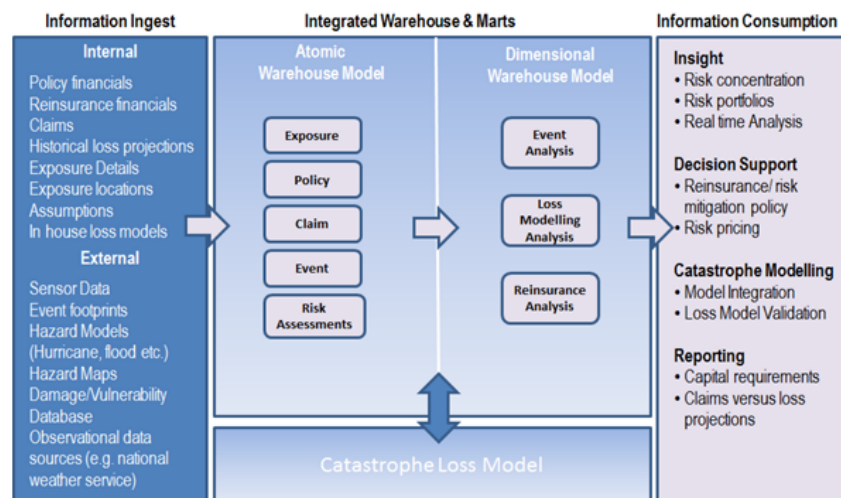 Information Ingest
Internal
Policy financials
Reinsurance financials
Claims
Historical loss projections
Exposure Details
Exposure locations
Assumptions
In house loss models
External
Sensor Data
Event footprints
Hazard Models
(Hurricane, flood etc.)
Hazard Maps
Damage/Vulnerability
Database
Observational data
sources (e.g. national
weather service)
Integrated Warehouse & Marts
Atomic
Warehouse Model
Exposure
Policy
Claim
Event
Risk
Assessments
Dimensional
Warehouse Model
Event
Analysis
Loss
Modelling
Analysis
Reinsurance
Analysis
Catastrophe Loss Model
Information Consumption
Insight
• Risk concentration
• Risk portfolios
• Real time Analysis
Decision Support
• Reinsurance/ risk
mitigation policy
• Risk pricing
Catastrophe Modelling
• Model Integration
• Loss Model Validation
Reporting
• Capital requirements
• Claims versus loss
projections